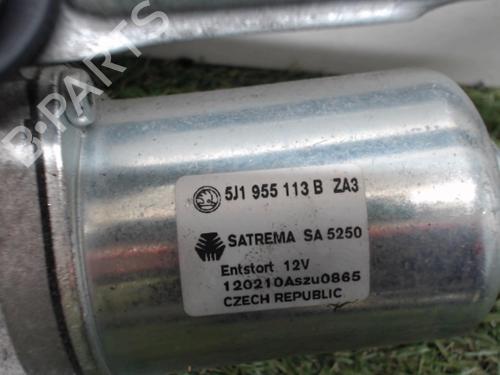 B-PARTS
5J1 955 113 B ZA3
SATREMA SA 5250
Entstort 12V
120210Aszu0865
CZECH REPUBLIC